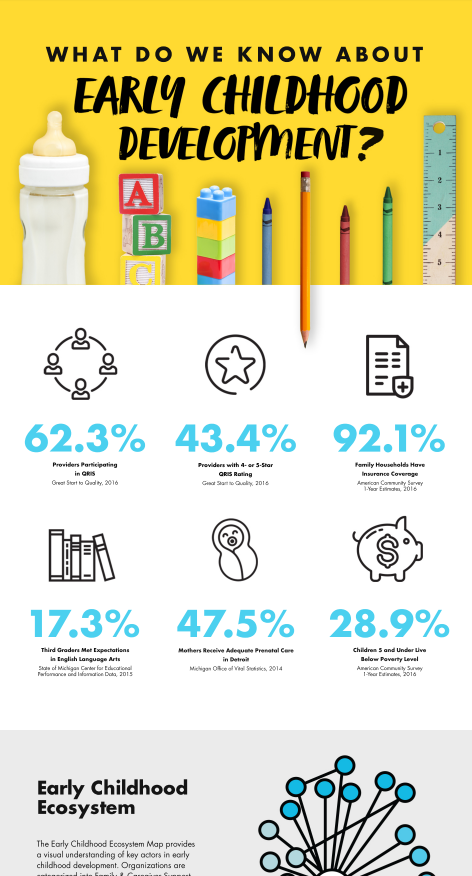 WHAT DO WE KNOW ABOUT
EARLY CHILDHOOD
DEVELOPMENT?
A
B
C
1
2
3
4
5
62.3%
Providers Participating
in QRIS
Great Start to Quality, 2016
43.4%
Providers with 4- or 5-Star
QRIS Rating
Great Start to Quality, 2016
92.1%
Family Households Have
Insurance Coverage
American Community Survey
1-Year Estimates, 2016
17.3%
Third Graders Met Expectations
in English Language Arts
State of Michigan Center for Educational
Performance and Information Data, 2015
47.5%
Mothers Receive Adequate Prenatal Care
in Detroit
Michigan Office of Vital Statistics, 2014
$
28.9%
Children 5 and Under Live
Below Poverty Level
American Community Survey
1-Year Estimates, 2016
Early Childhood
Ecosystem
The Early Childhood Ecosystem Map provides
a visual understanding of key actors in early
childhood development. Organizations are
categorized into Family & Caregiver Support,